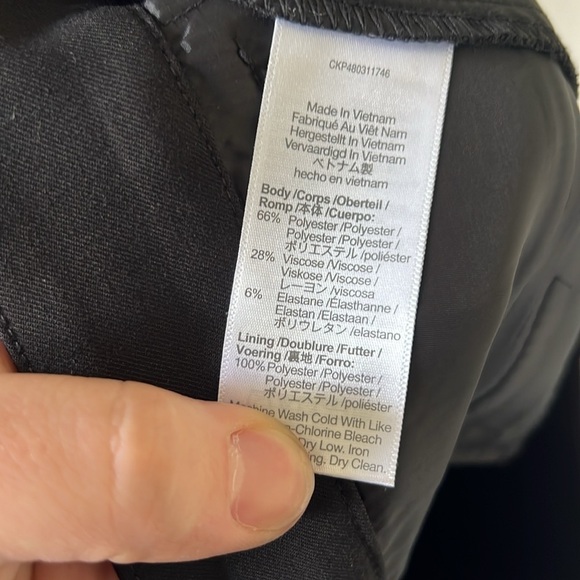 CKP480311746
Made In Vietnam
Fabriqué Au Viêt Nam
Hergestellt In Vietnam
Vervaardigd In Vietnam
ベトナム製
hecho en vietnam
Body /Corps /Oberteil /
Romp /本体 /Cuerpo:
66% Polyester /Polyester /
Polyester /Polyester /
ポリエステル /poliéster
28% Viscose /Viscose /
Viskose /Viscose /
レーヨン /viscosa
6% Elastane /Élasthanne /
Elastan /Elastaan /
ポリウレタン /elastano
Lining /Doublure /Futter /
Voering /裏地 /Forro:
100% Polyester /Polyester /
Polyester /Polyester /
ポリエステル /poliéster
Machine Wash Cold With Like
-Chlorine Bleach
Dry Low. Iron
Dry Clean.